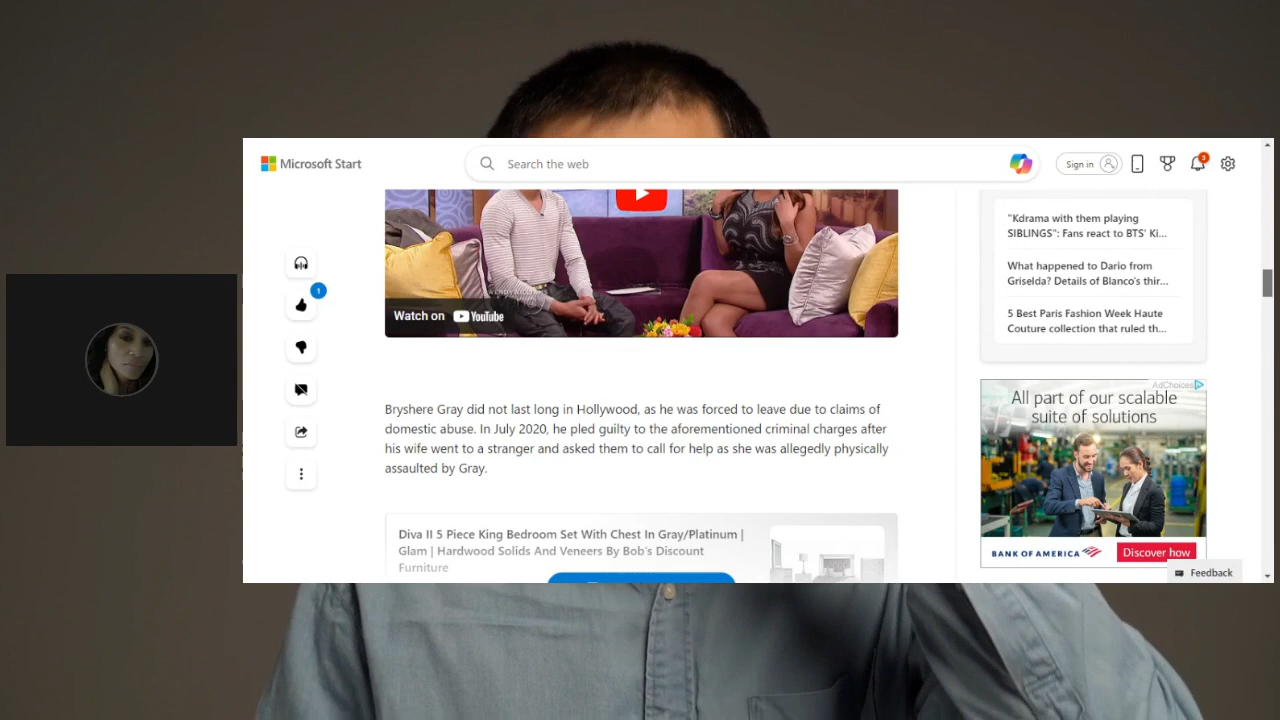 Microsoft Start
Search the web
Sign in
3
"Kdrama with them playing
SIBLINGS": Fans react to BTS' Ki...
What happened to Dario from
Griselda? Details of Blanco's thir...
5 Best Paris Fashion Week Haute
Couture collection that ruled th...
1
Watch on YouTube
Bryshere Gray did not last long in Hollywood, as he was forced to leave due to claims of
domestic abuse. In July 2020, he pled guilty to the aforementioned criminal charges after
his wife went to a stranger and asked them to call for help as she was allegedly physically
assaulted by Gray.
AdChoices
All part of our scalable
suite of solutions
BANK OF AMERICA
Discover how
Diva II 5 Piece King Bedroom Set With Chest In Gray/Platinum |
Glam | Hardwood Solids And Veneers By Bob's Discount
Furniture
Feedback